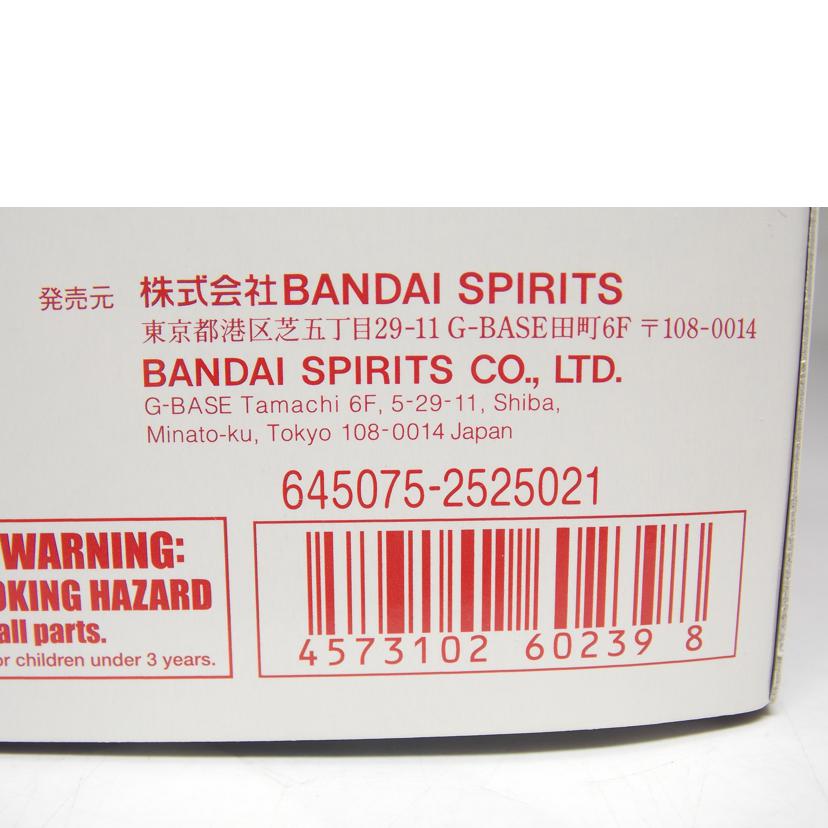 発売元 株式会社BANDAI SPIRITS
東京都港区芝五丁目29-11 G-BASE田町6F 〒108-0014
BANDAI SPIRITS CO., LTD.
G-BASE Tamachi 6F, 5-29-11, Shiba,
Minato-ku, Tokyo 108-0014 Japan
645075-2525021
WARNING:
HAZARD
parts.
children under 3 years.
4573102 60239 8